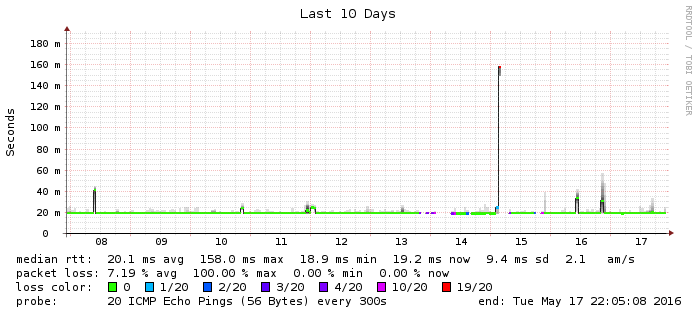 Last 10 Days
RRDTOOL / TOBI OETIKER
Seconds
180 m
160 m
140 m
120 m
100 m
80 m
60 m
40 m
20 m
0
08 09 10 11 12 13 14 15 16 17
median rtt: 20.1 ms avg 158.0 ms max 18.9 ms min 19.2 ms now 9.4 ms sd 2.1 am/s
packet loss: 7.19 % avg 100.00 % max 0.00 % min 0.00 % now
loss color: 0 1/20 2/20 3/20 4/20 10/20 19/20
probe: 20 ICMP Echo Pings (56 Bytes) every 300s end: Tue May 17 22:05:08 2016